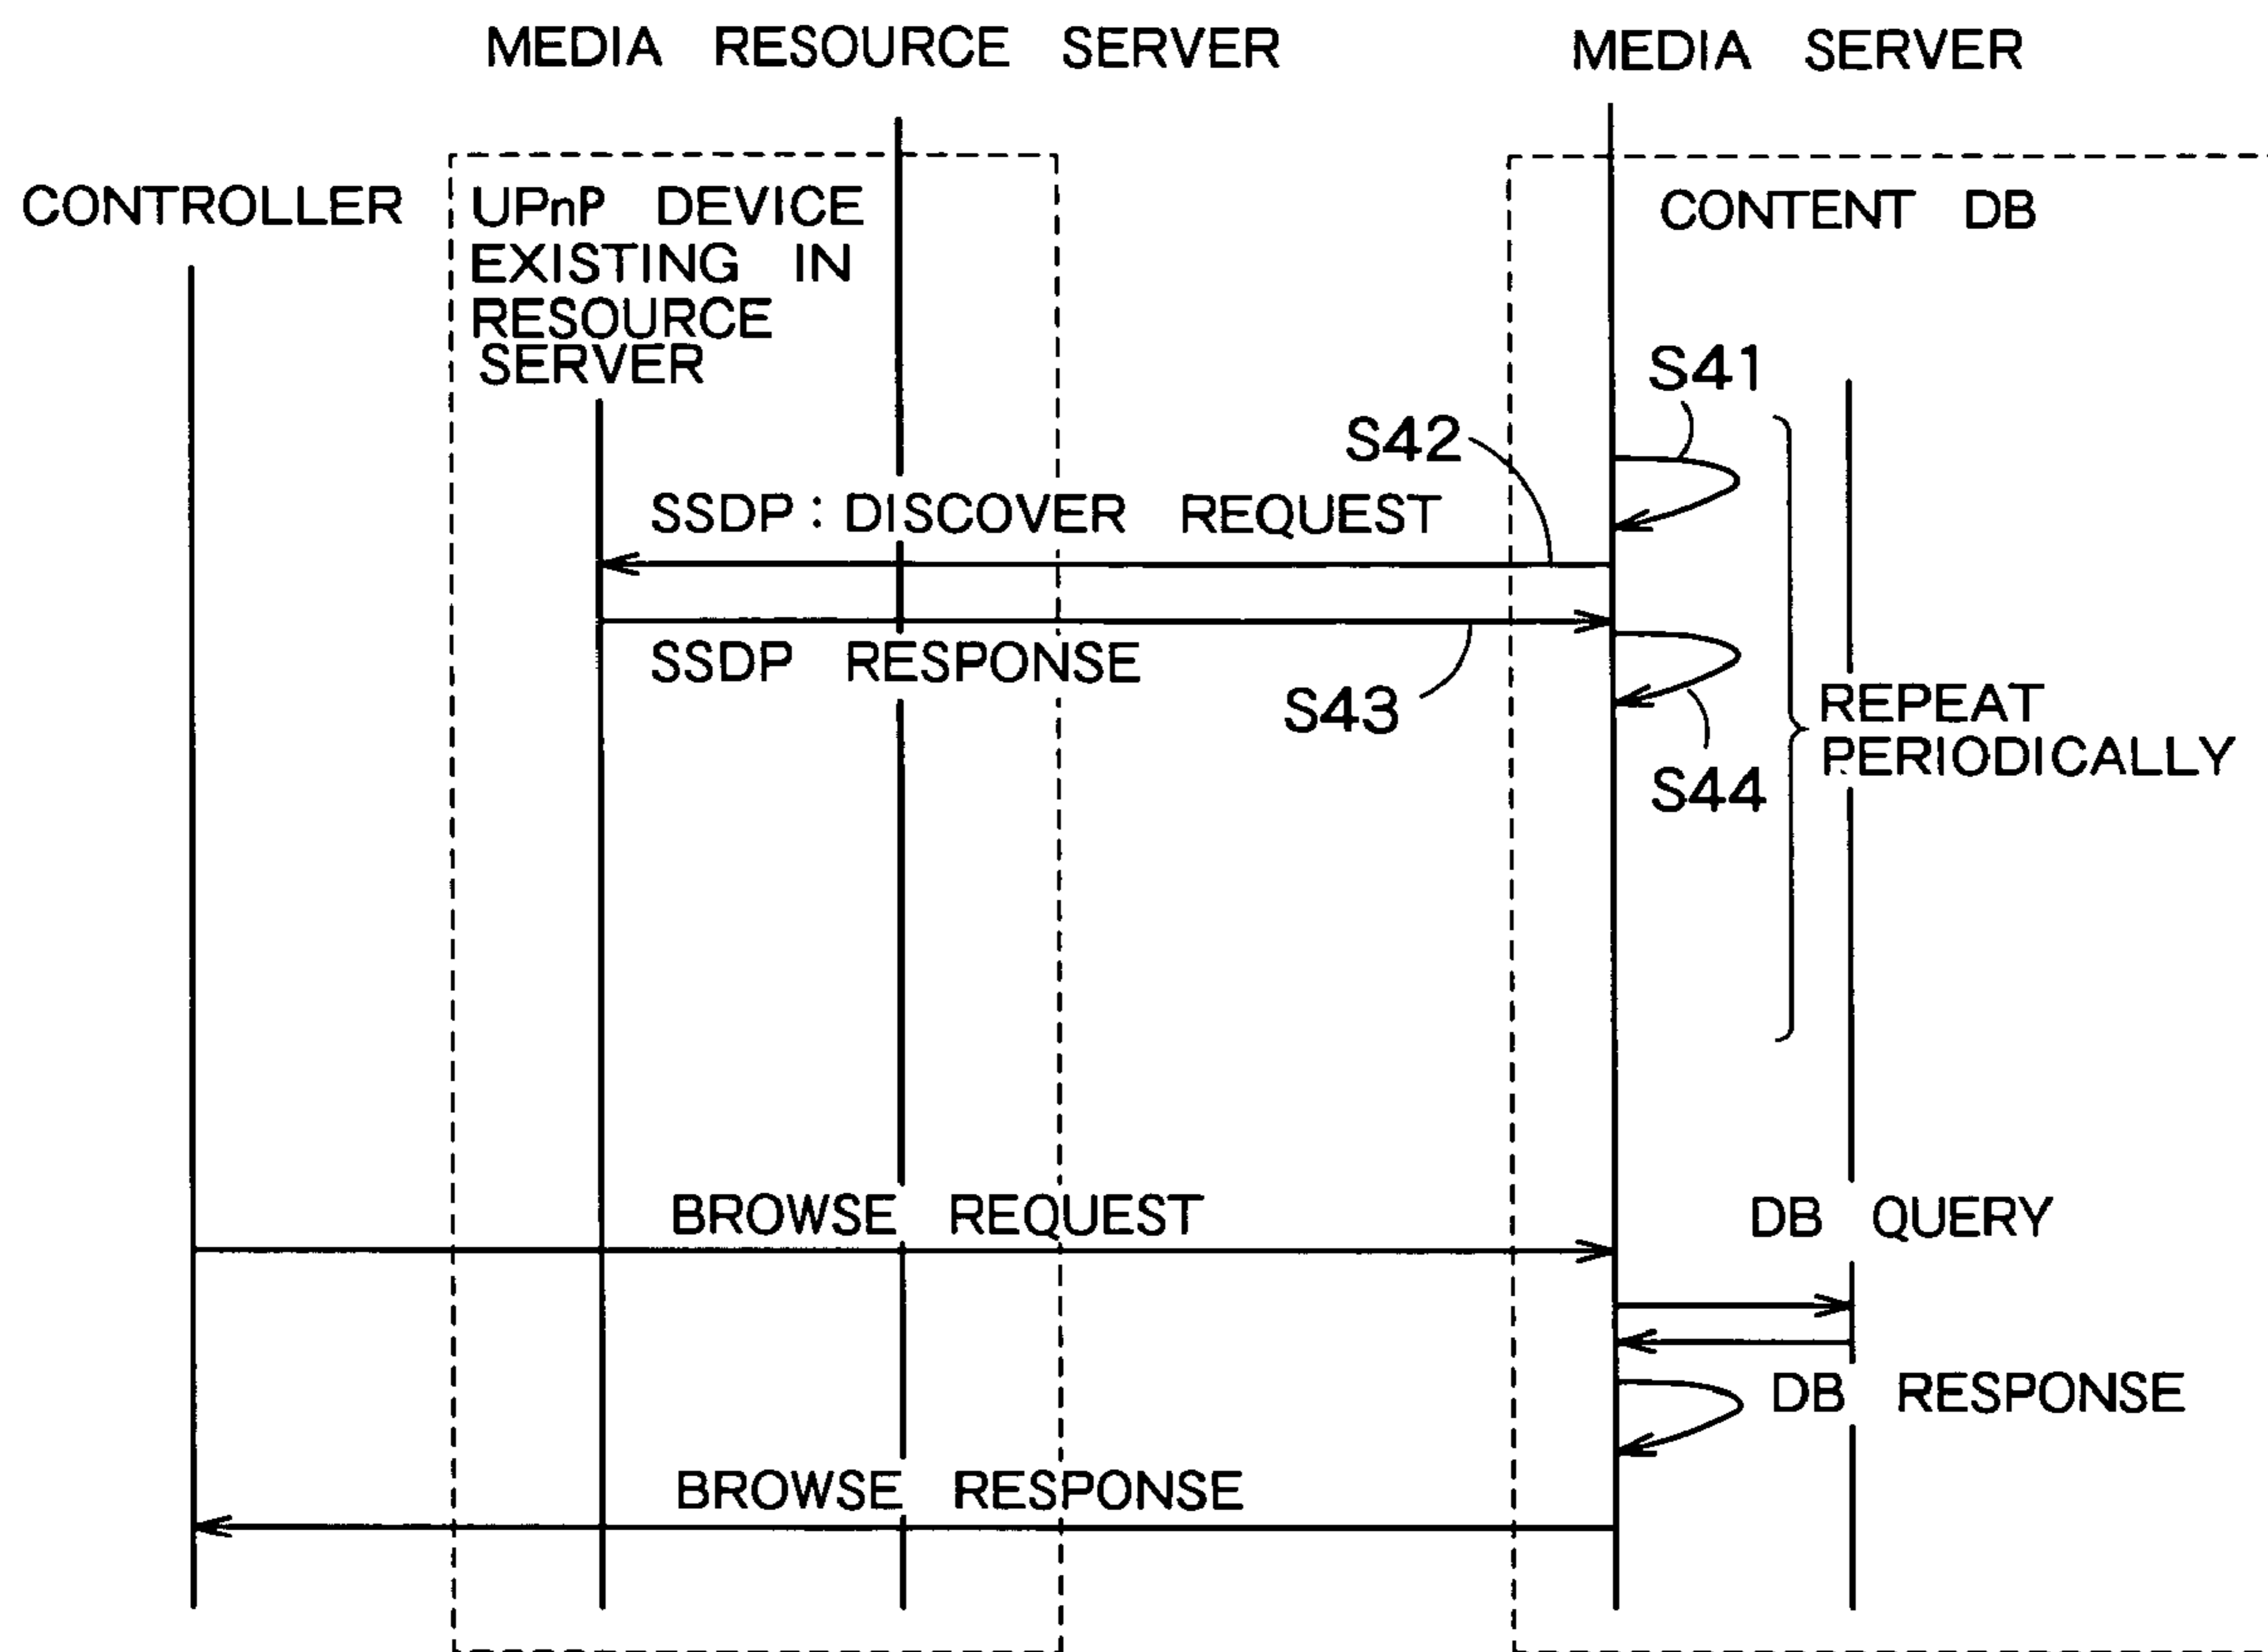 MEDIA RESOURCE SERVER
MEDIA SERVER
CONTROLLER
UPnP DEVICE
EXISTING IN
RESOURCE
SERVER
CONTENT DB
S41
S42
SSDP : DISCOVER REQUEST
SSDP RESPONSE
S43
REPEAT
PERIODICALLY
S44
BROWSE REQUEST
DB QUERY
DB RESPONSE
BROWSE RESPONSE